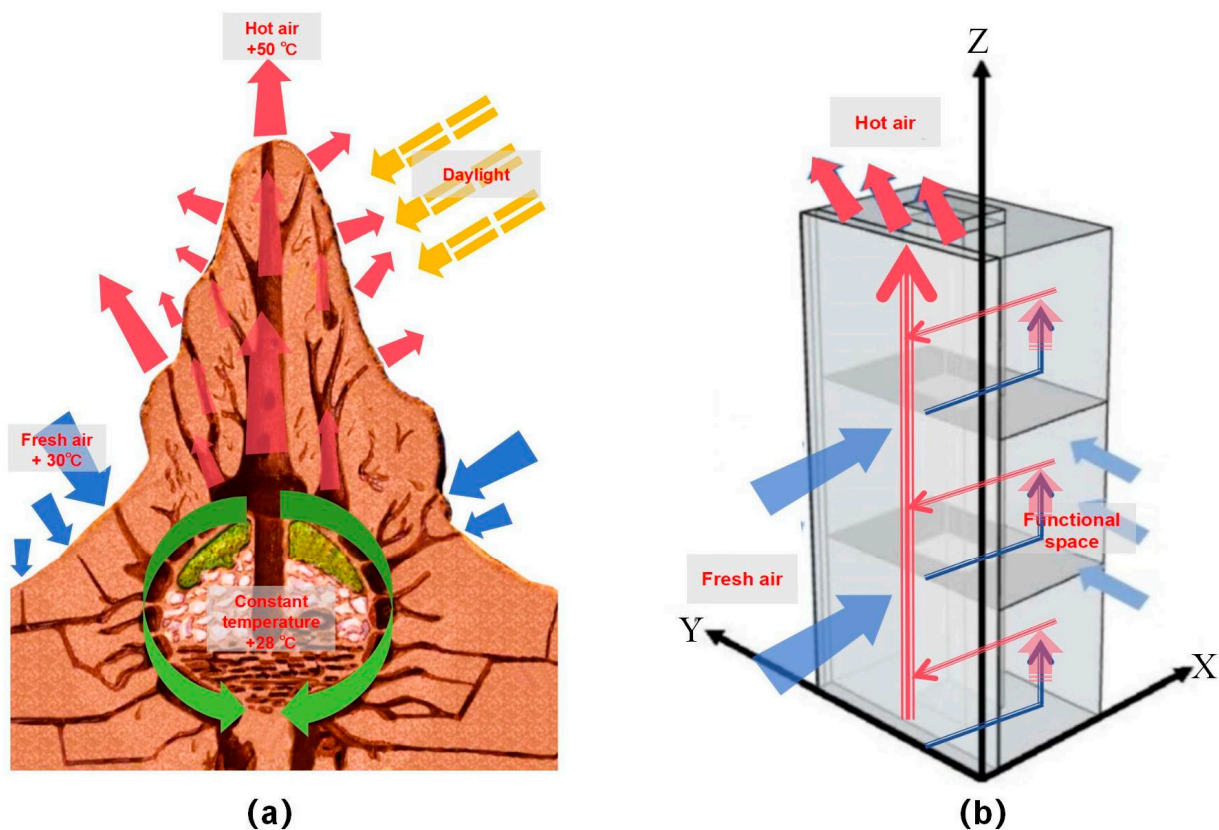 Hot air
+50 °C
Daylight
Fresh air
+ 30°C
Constant
temperature
+28 °C
(a)
Z
Hot air
Fresh air
Functional
space
Y
X
(b)